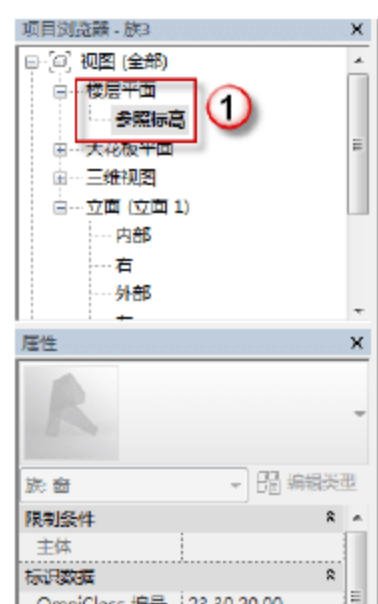 项目浏览器 - 族3
视图 (全部)
楼层平面
参照标高
1
天花板平面
三维视图
立面 (立面 1)
内部
右
外部
属性
族: 窗
编辑类型
限制条件
主体
标识数据
OmniClass 编号 23.30.20.00